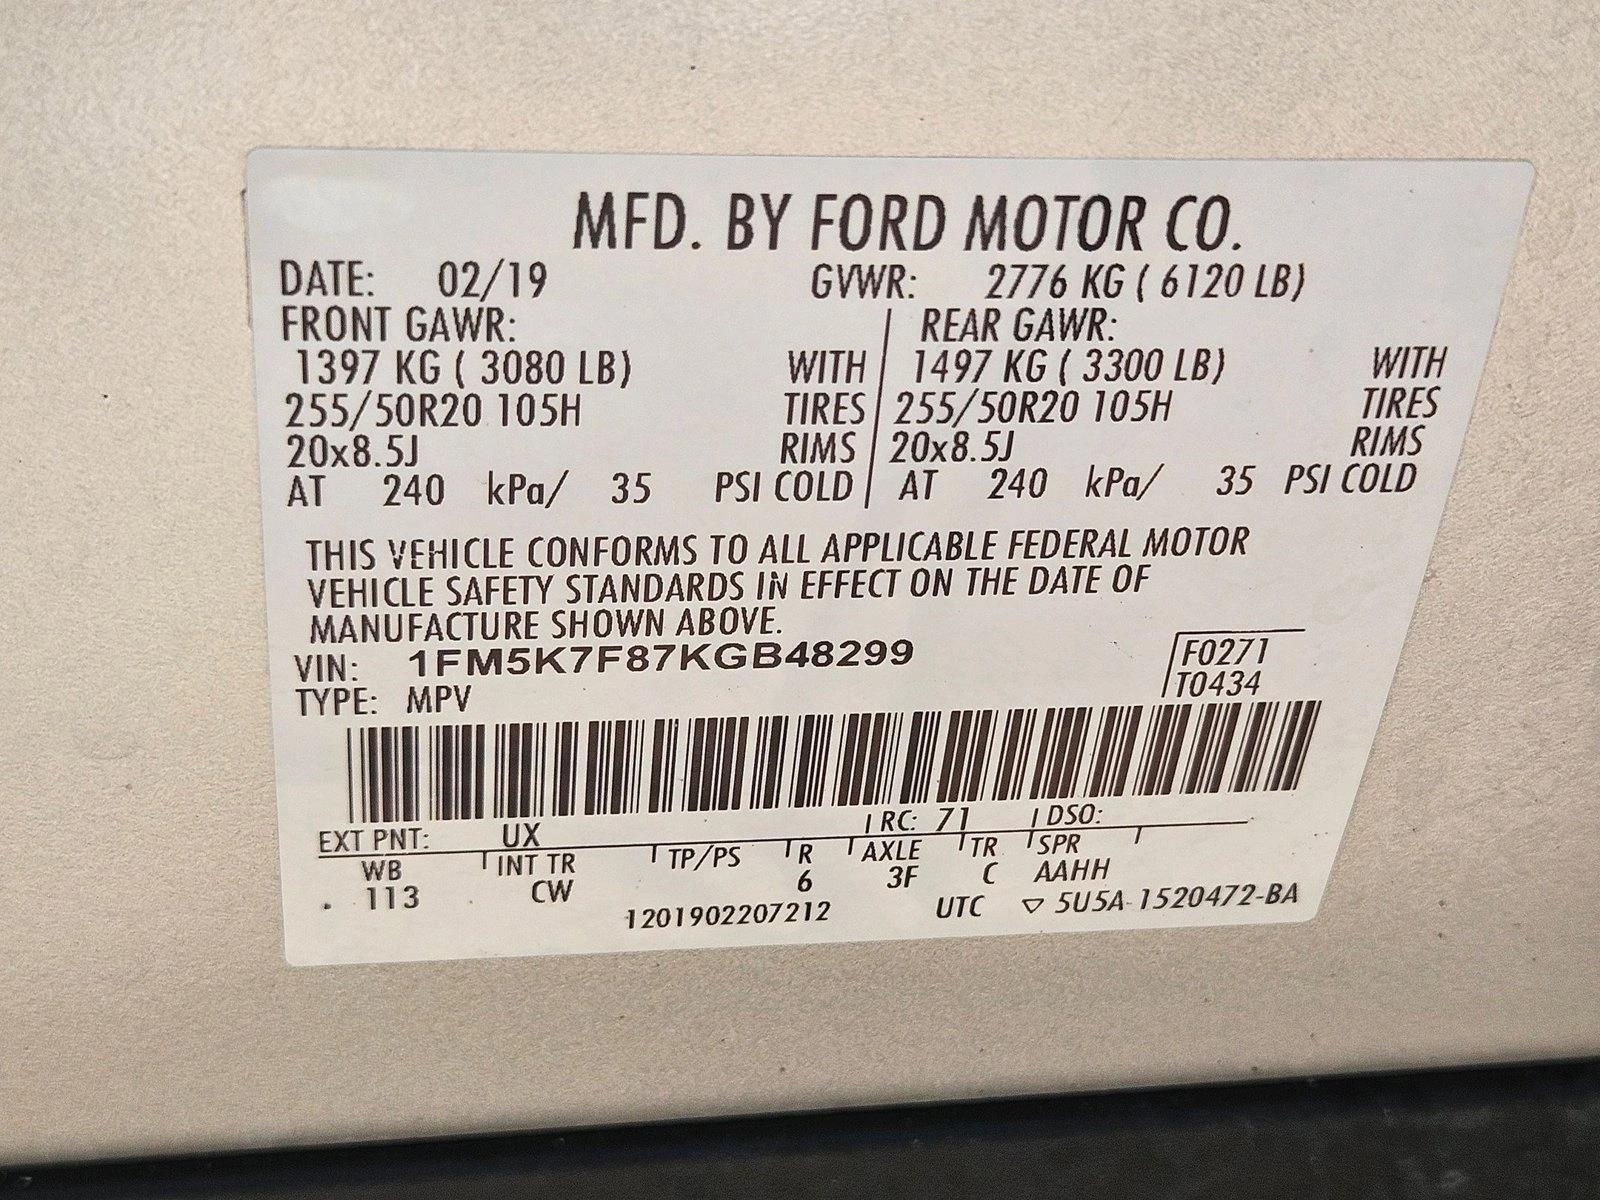 MFD. BY FORD MOTOR CO.
DATE: 02/19 GVWR: 2776 KG ( 6120 LB)
FRONT GAWR: REAR GAWR:
1397 KG ( 3080 LB) WITH 1497 KG ( 3300 LB) WITH
255/50R20 105H TIRES 255/50R20 105H TIRES
20x8.5J RIMS 20x8.5J RIMS
AT 240 kPa/ 35 PSI COLD AT 240 kPa/ 35 PSI COLD
THIS VEHICLE CONFORMS TO ALL APPLICABLE FEDERAL MOTOR
VEHICLE SAFETY STANDARDS IN EFFECT ON THE DATE OF
MANUFACTURE SHOWN ABOVE.
VIN: 1FM5K7F87KGB48299 F0271
TYPE: MPV T0434
EXT PNT: UX RC: 71 DSO:
WB INT TR TP/PS R AXLE TR SPR
. 113 CW 6 3F C AAHH
1201902207212 UTC ▽ 5U5A-1520472-BA